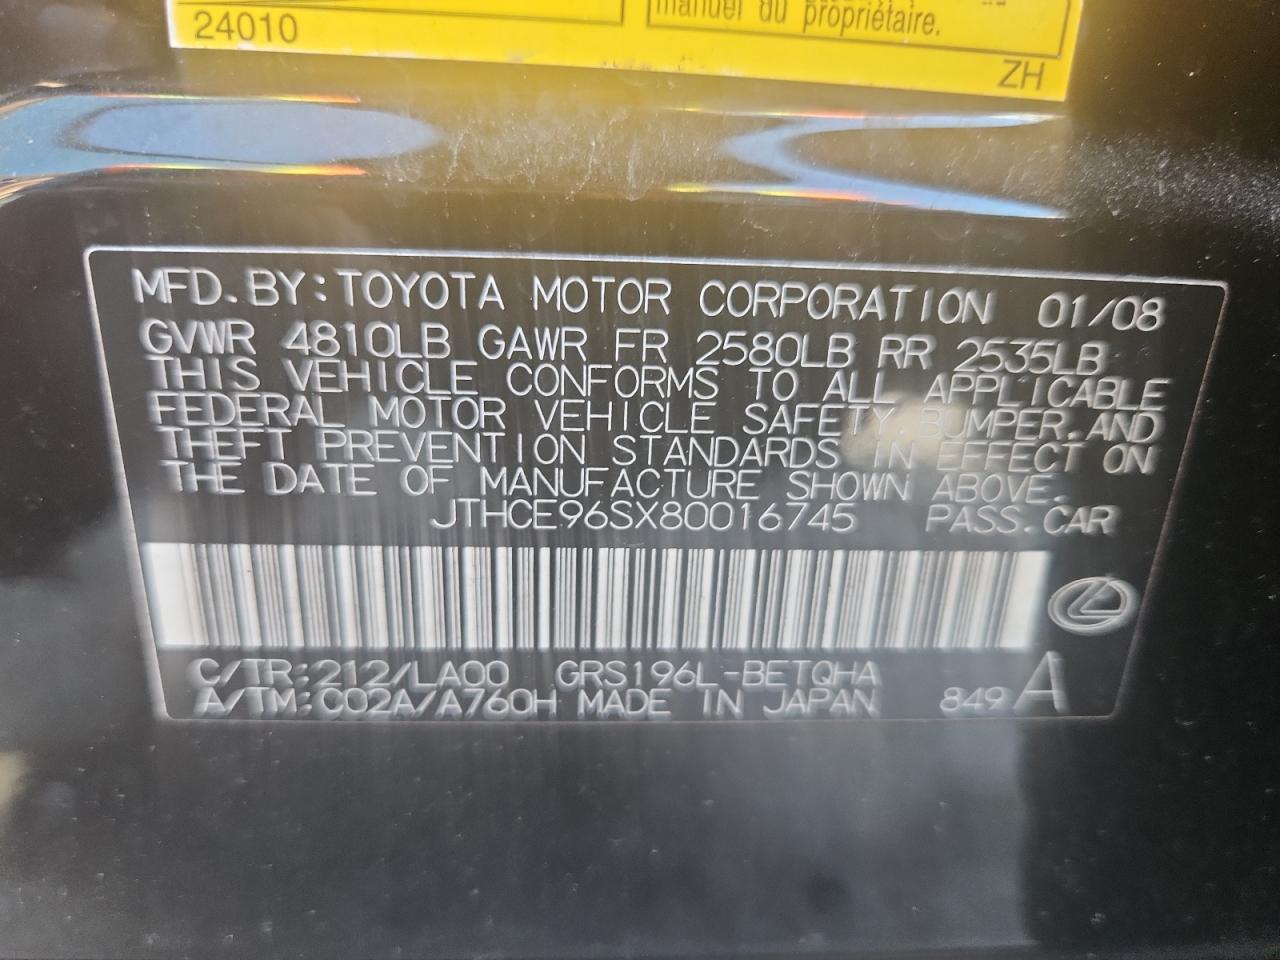 manuel du propriétaire.
24010
ZH
MFD. BY: TOYOTA MOTOR CORPORATION 01/08
GVWR 4810LB GAWR FR 2580LB RR 2535LB
THIS VEHICLE CONFORMS TO ALL APPLICABLE
FEDERAL MOTOR VEHICLE SAFETY, BUMPER, AND
THEFT PREVENTION STANDARDS IN EFFECT ON
THE DATE OF MANUFACTURE SHOWN ABOVE.
JTHCE96SX80016745 PASS. CAR
C/TR: 212/LA00 GRS196L-BETQHA
A/TM: C02A/A760H MADE IN JAPAN 849 A